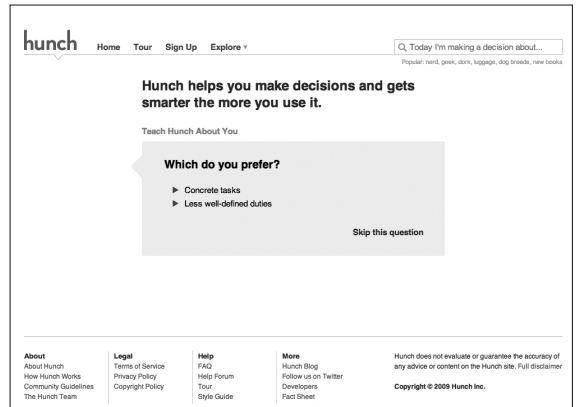 hunch
Home Tour Sign Up Explore ▾
Today I'm making a decision about...
Popular: nerd, geek, dork, luggage, dog breeds, new books
Hunch helps you make decisions and gets
smarter the more you use it.
Teach Hunch About You
Which do you prefer?
▶ Concrete tasks
▶ Less well-defined duties
Skip this question
About
About Hunch
How Hunch Works
Community Guidelines
The Hunch Team
Legal
Terms of Service
Privacy Policy
Copyright Policy
Help
FAQ
Help Forum
Tour
Style Guide
More
Hunch Blog
Follow us on Twitter
Developers
Fact Sheet
Hunch does not evaluate or guarantee the accuracy of
any advice or content on the Hunch site. Full disclaimer
Copyright © 2009 Hunch Inc.